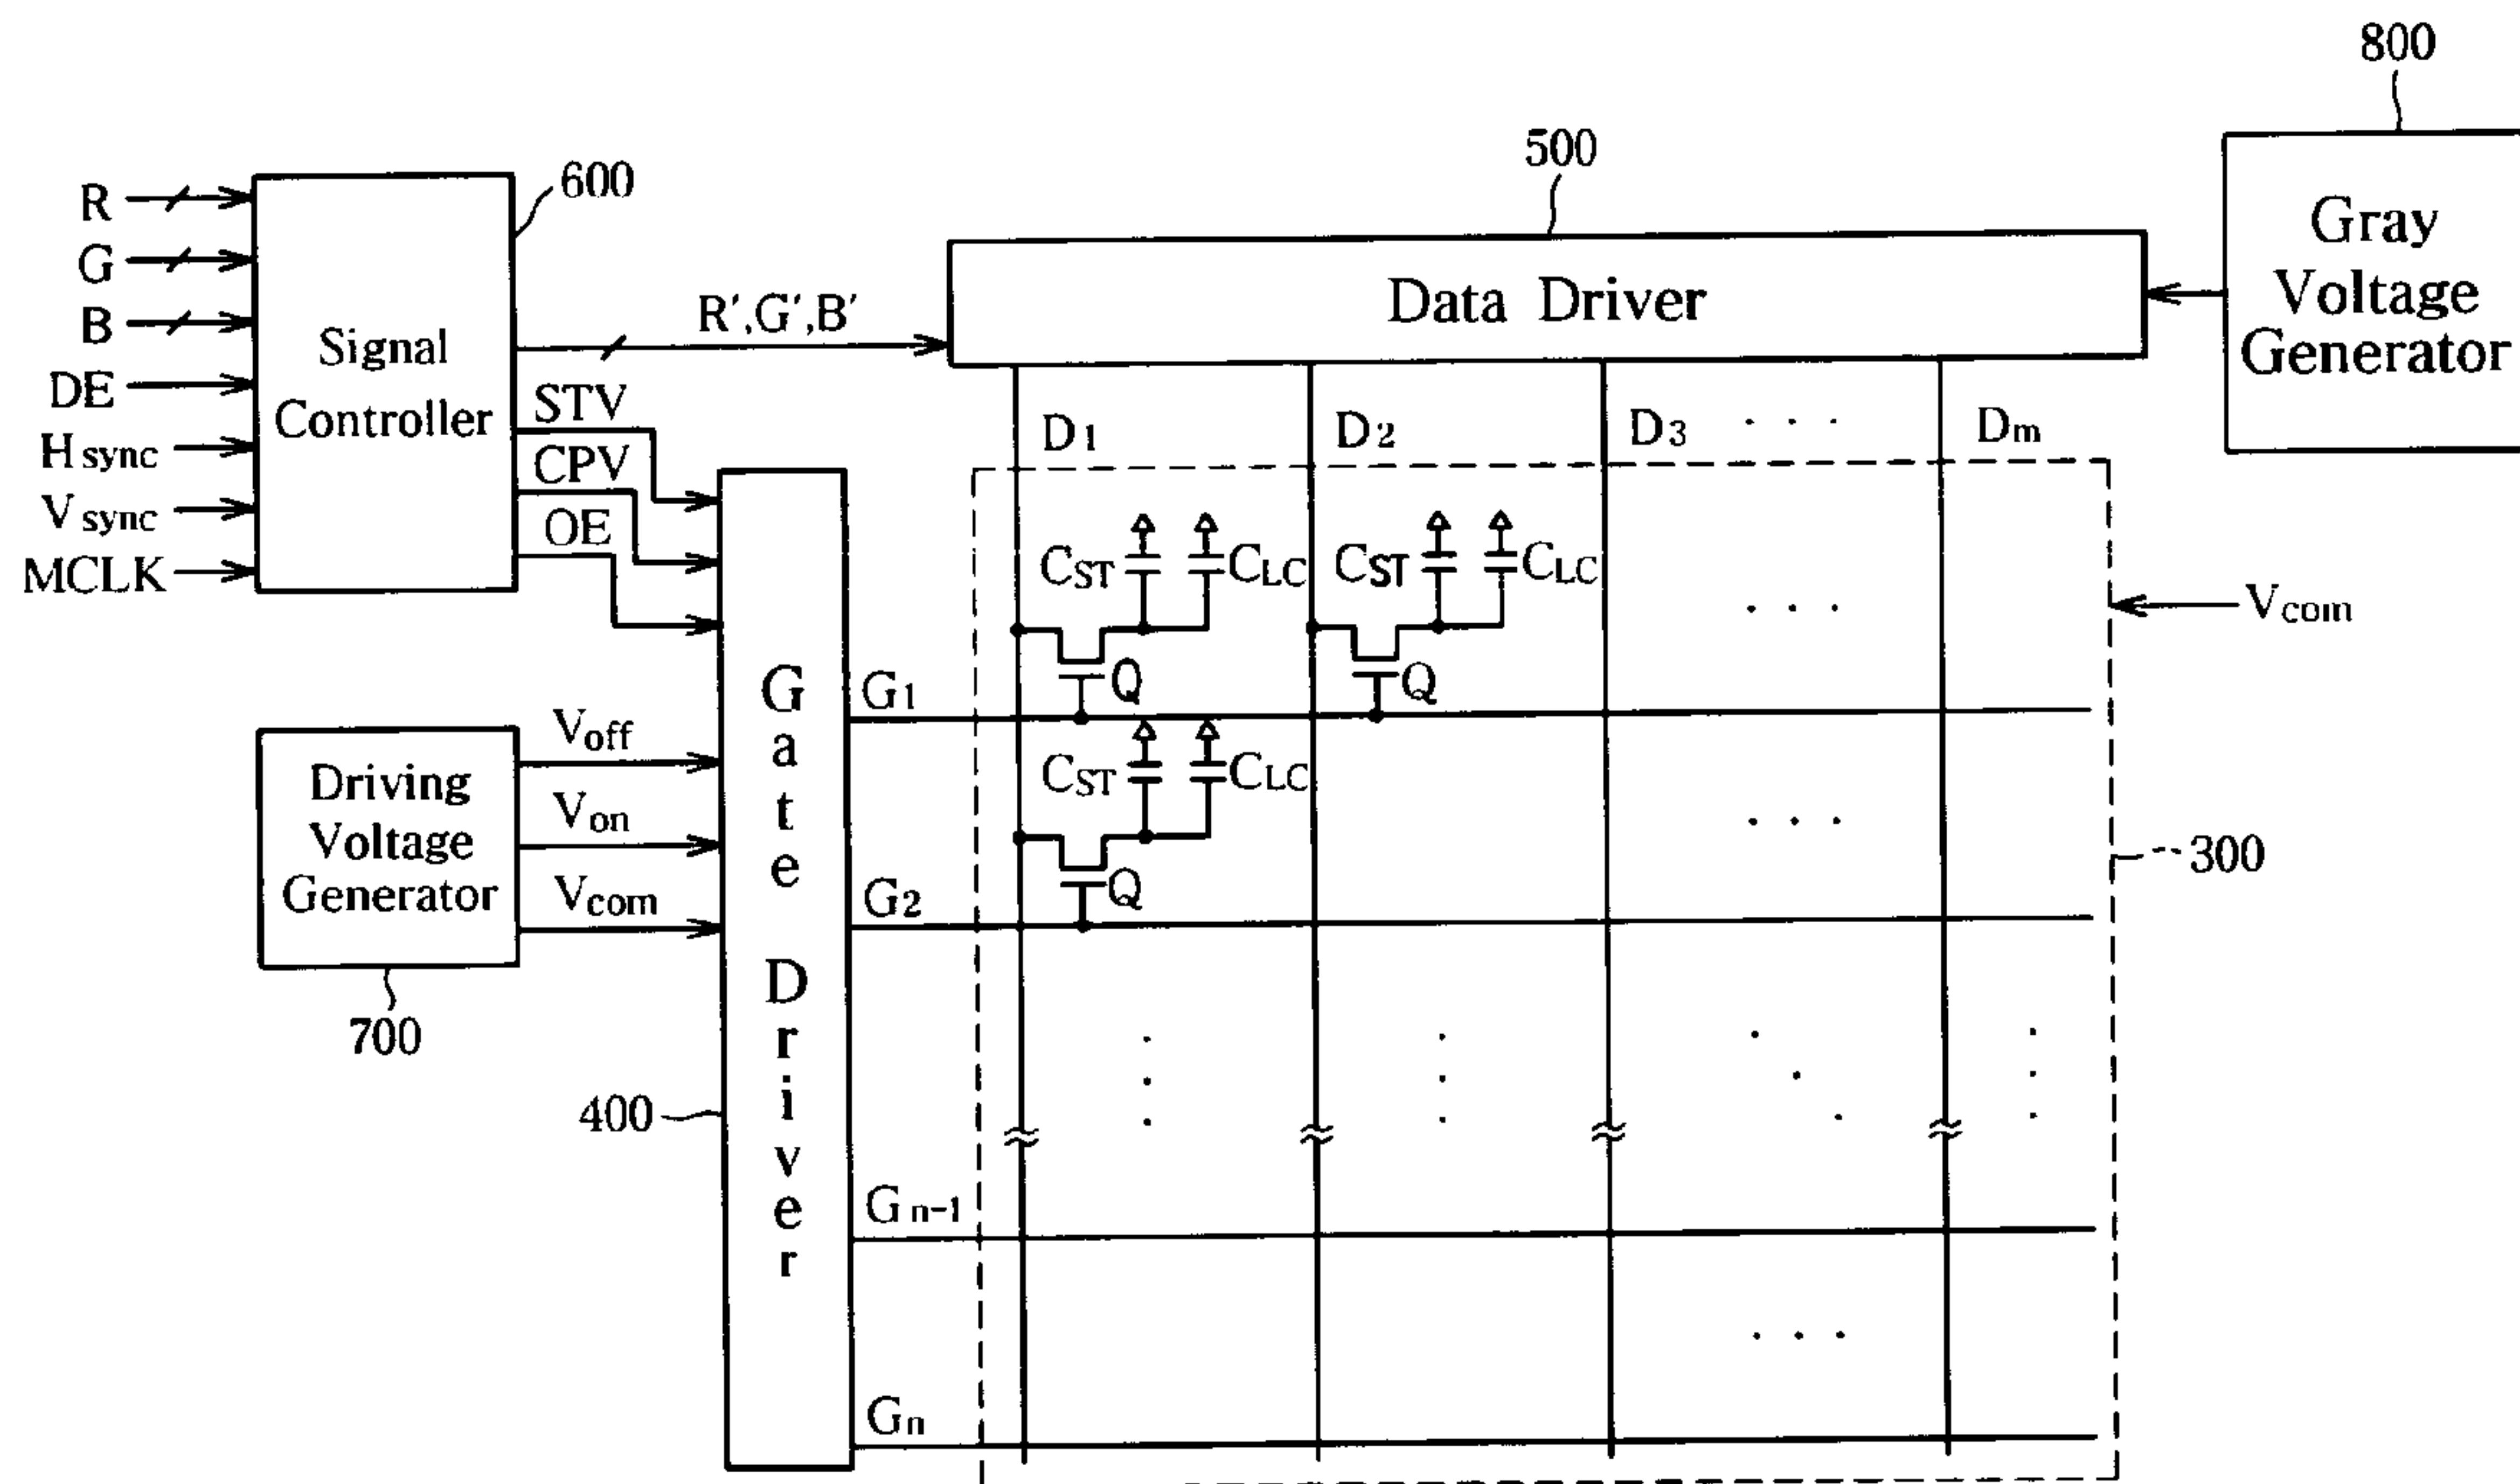 800
500
600
R
G
B
DE
Hsync
Vsync
MCLK
Signal
Controller
R',G',B'
STV
CPV
OE
Data Driver
Gray
Voltage
Generator
D1
D2
D3 . . .
Dm
CST
CLC
CST
CLC
Vcom
Q
Q
G1
CST
CLC
Q
G2
300
Driving
Voltage
Generator
Voff
Von
Vcom
700
Gate Driver
400
Gn-1
Gn